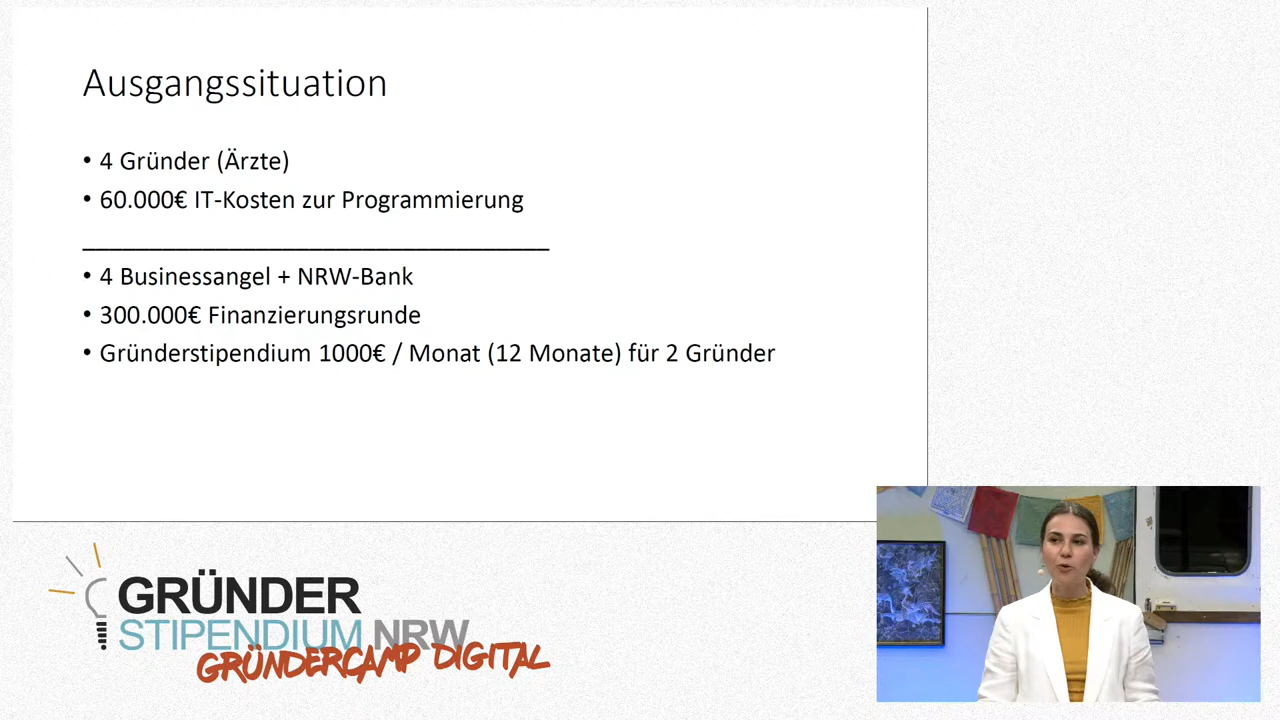 Ausgangssituation
• 4 Gründer (Ärzte)
• 60.000€ IT-Kosten zur Programmierung
• 4 Businessangel + NRW-Bank
• 300.000€ Finanzierungsrunde
• Gründerstipendium 1000€ / Monat (12 Monate) für 2 Gründer
GRÜNDER
STIPENDIUM NRW
GRÜNDERCAMP DIGITAL